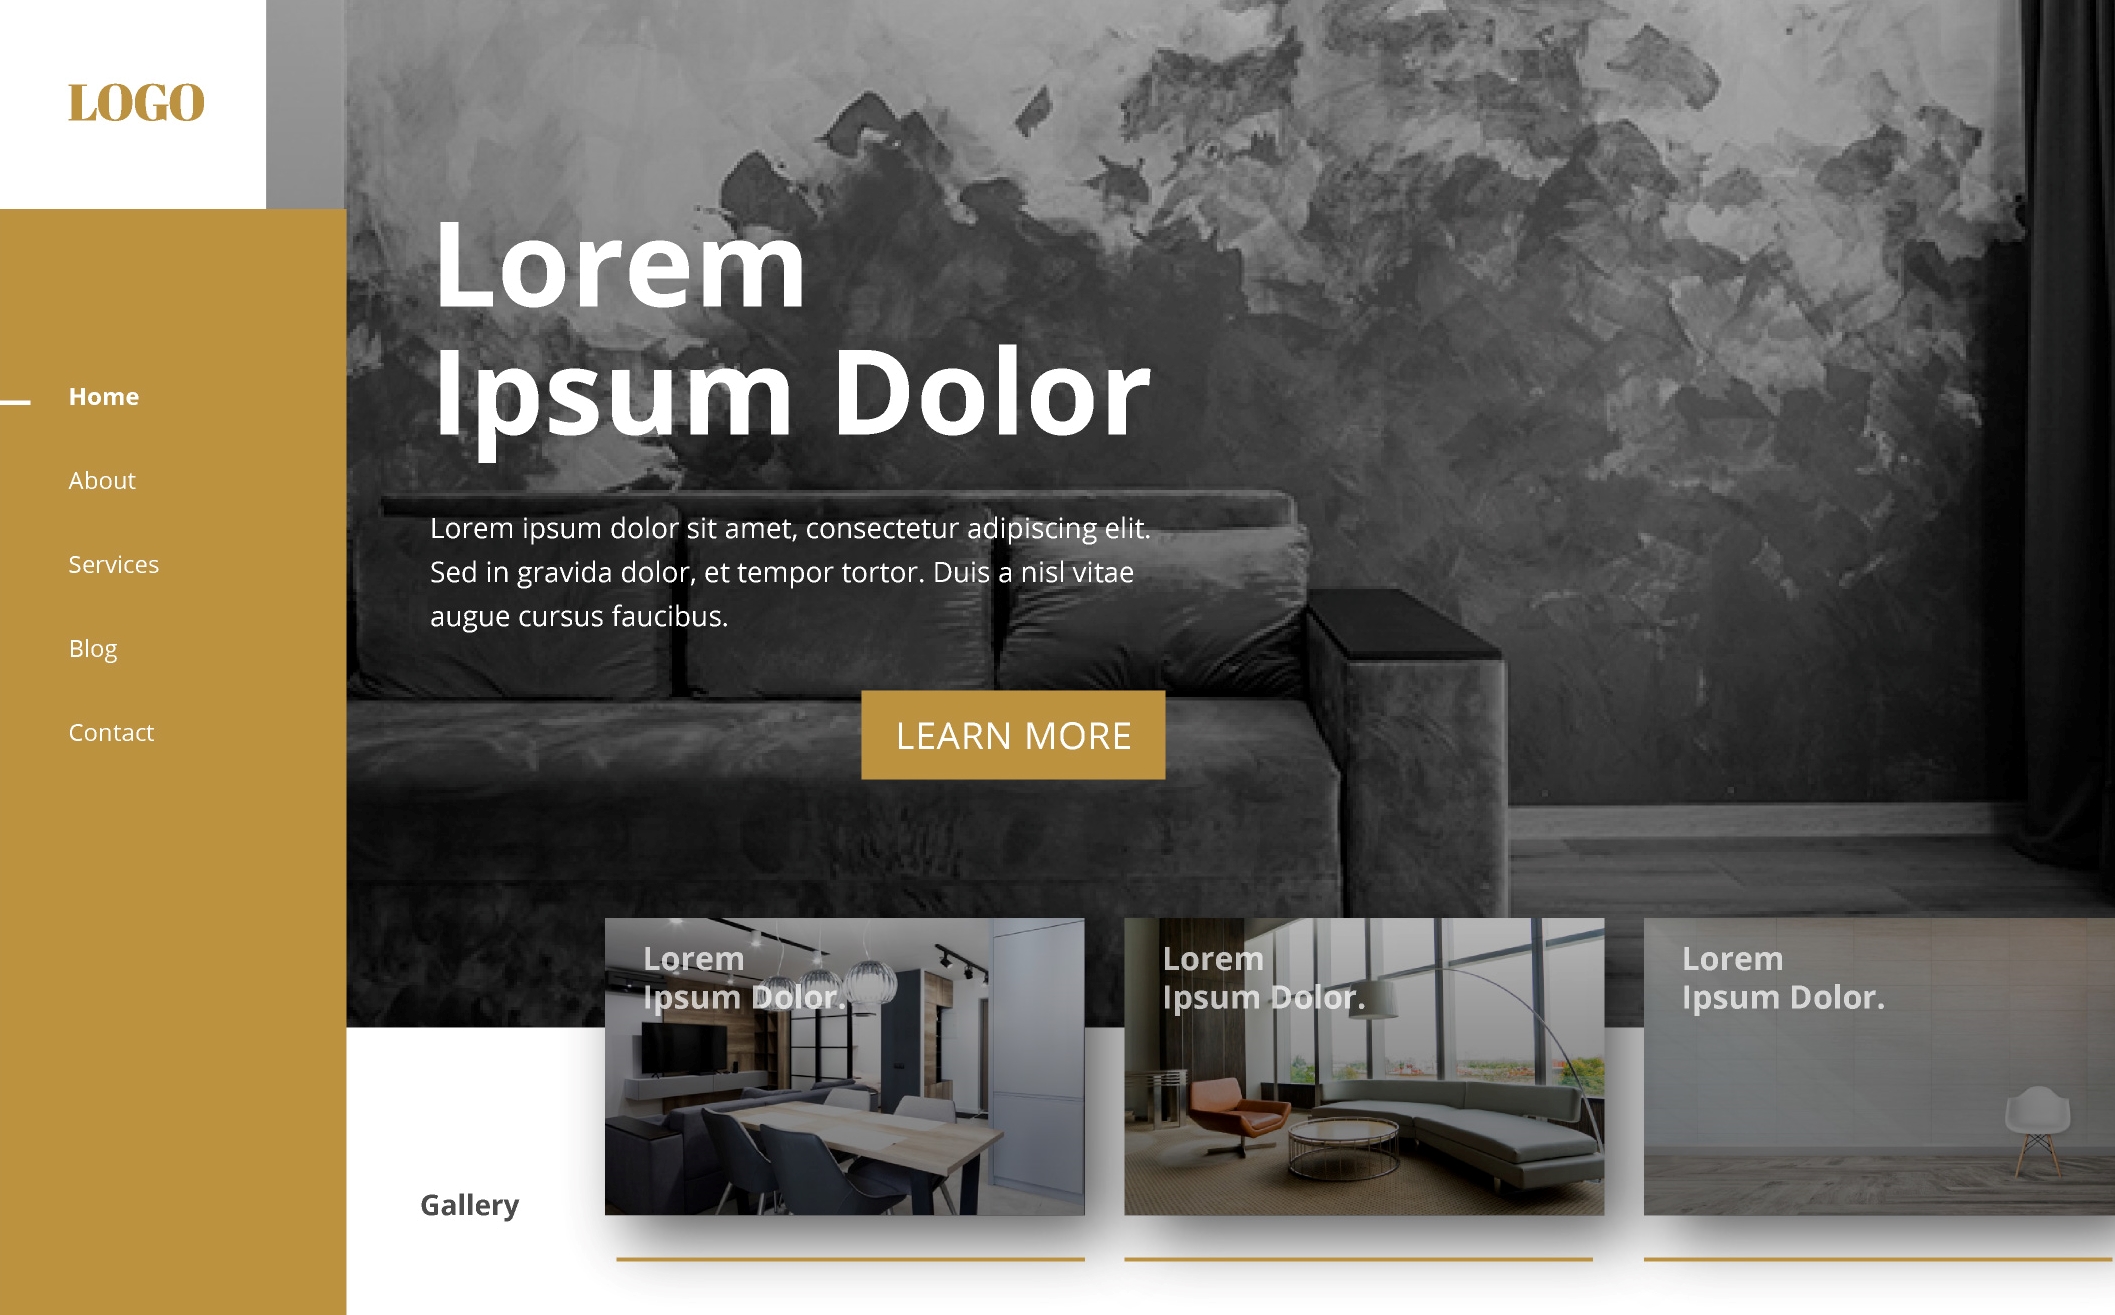 LOGO
Home
About
Services
Blog
Contact
Lorem
Ipsum Dolor
Lorem ipsum dolor sit amet, consectetur adipiscing elit.
Sed in gravida dolor, et tempor tortor. Duis a nisl vitae
augue cursus faucibus.
LEARN MORE
Gallery
Lorem
Ipsum Dolor.
Lorem
Ipsum Dolor.
Lorem
Ipsum Dolor.